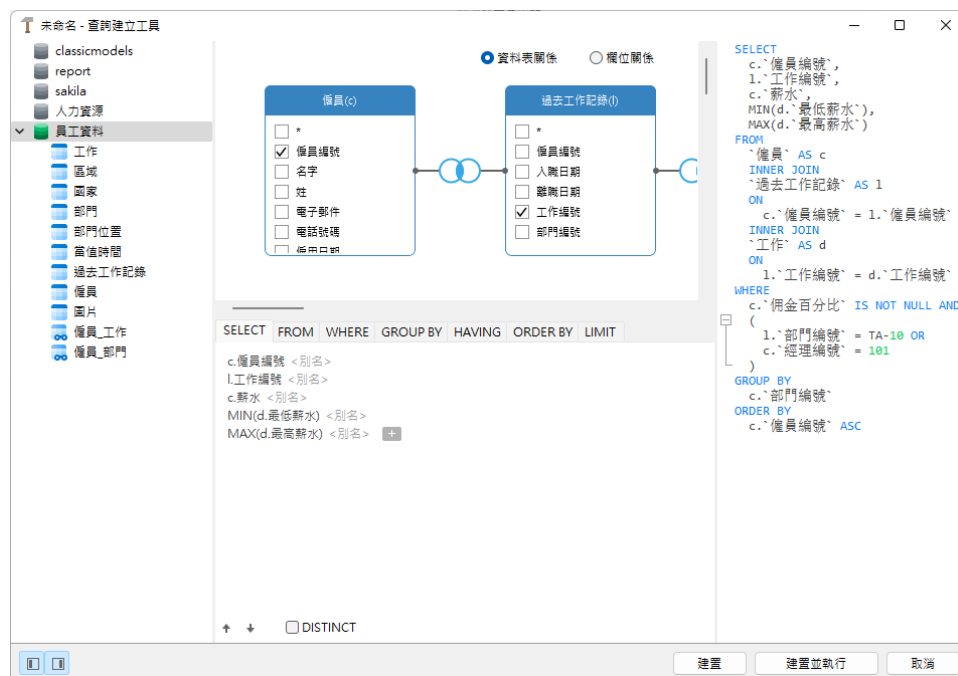 未命名 - 查詢建立工具
classicmodels
report
sakila
人力資源
員工資料
工作
區域
國家
部門
部門位置
當值時間
過去工作記錄
僱員
圖片
僱員_工作
僱員_部門
資料表關係
欄位關係
僱員(c)
*
僱員編號
名字
姓
電子郵件
電話號碼
僱用日期
過去工作記錄(l)
*
僱員編號
入職日期
離職日期
工作編號
部門編號
SELECT FROM WHERE GROUP BY HAVING ORDER BY LIMIT
c.僱員編號 <別名>
l.工作編號 <別名>
c.薪水 <別名>
MIN(d.最低薪水) <別名>
MAX(d.最高薪水) <別名> +
DISTINCT
SELECT
c.`僱員編號`,
l.`工作編號`,
c.`薪水`,
MIN(d.`最低薪水`),
MAX(d.`最高薪水`)
FROM
`僱員` AS c
INNER JOIN
`過去工作記錄` AS l
ON
c.`僱員編號` = l.`僱員編號`
INNER JOIN
`工作` AS d
ON
l.`工作編號` = d.`工作編號`
WHERE
c.`佣金百分比` IS NOT NULL AND
(
l.`部門編號` = TA-10 OR
c.`經理編號` = 101
)
GROUP BY
c.`部門編號`
ORDER BY
c.`僱員編號` ASC
建置
建置並執行
取消